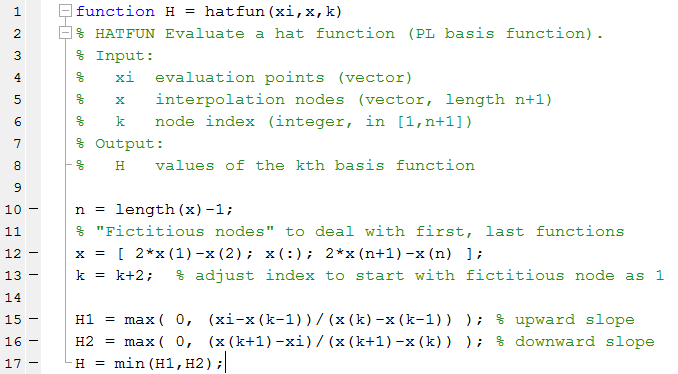 1 function H = hatfun(xi,x,k)
2 % HATFUN Evaluate a hat function (PL basis function).
3 % Input:
4 %   xi  evaluation points (vector)
5 %   x   interpolation nodes (vector, length n+1)
6 %   k   node index (integer, in [1,n+1])
7 % Output:
8 %   H   values of the kth basis function
9
10 n = length(x)-1;
11 % "Fictitious nodes" to deal with first, last functions
12 x = [ 2*x(1)-x(2); x(:); 2*x(n+1)-x(n) ];
13 k = k+2;  % adjust index to start with fictitious node as 1
14
15 H1 = max( 0, (xi-x(k-1))/(x(k)-x(k-1)) ); % upward slope
16 H2 = max( 0, (x(k+1)-xi)/(x(k+1)-x(k)) ); % downward slope
17 H = min(H1,H2);